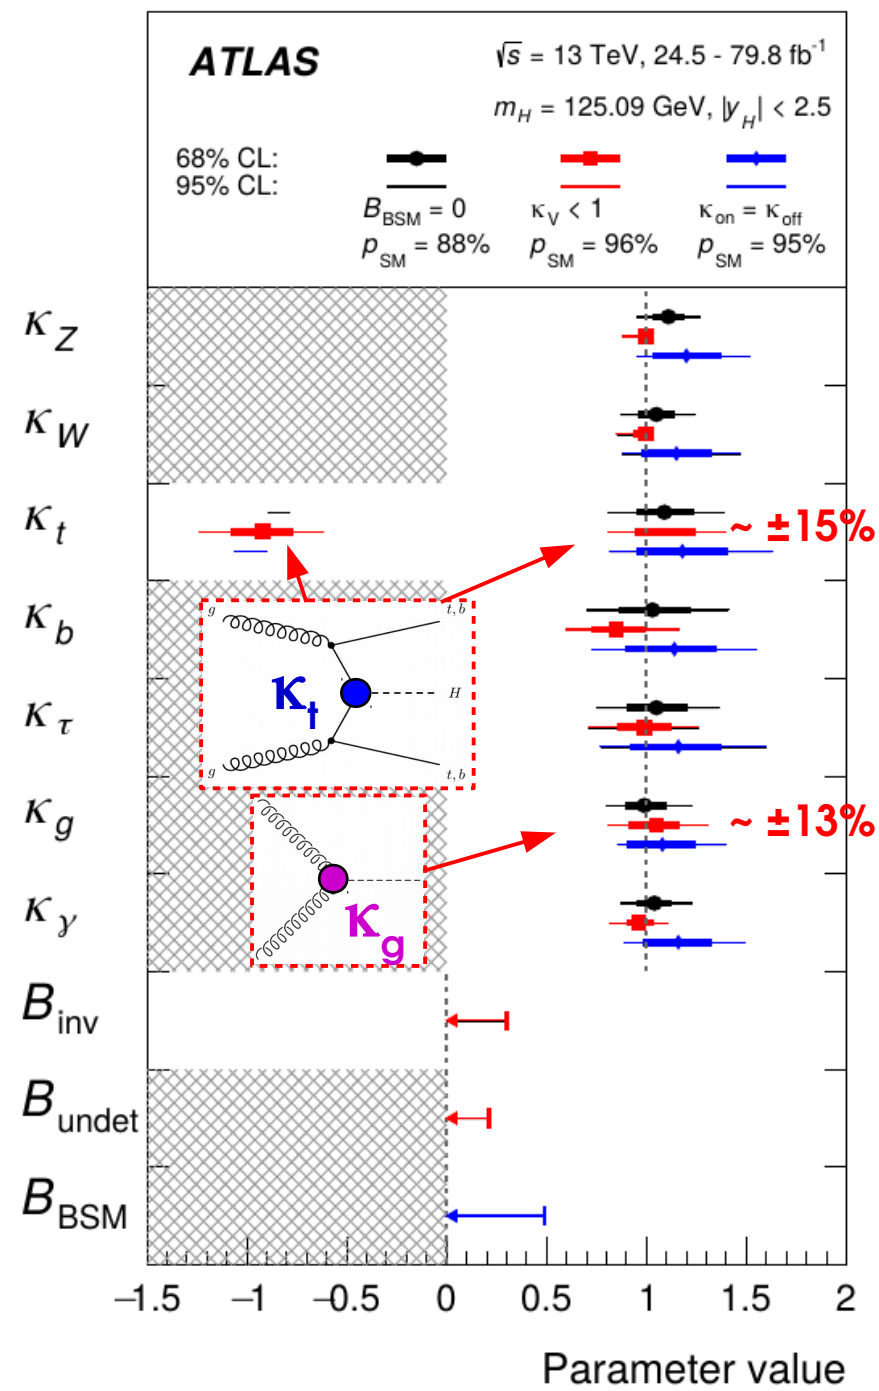 ATLAS
√s = 13 TeV, 24.5 - 79.8 fb⁻¹
m_H = 125.09 GeV, |y_H| < 2.5
68% CL:
95% CL:
B_BSM = 0 κ_V < 1 κ_on = κ_off
p_SM = 88% p_SM = 96% p_SM = 95%
κ_Z
κ_W
κ_t ~ ±15%
κ_b
g t, b
κ_t H
κ_τ
g t, b
κ_g ~ ±13%
κ_γ
κ_g
B_inv
B_undet
B_BSM
−1.5 −1 −0.5 0 0.5 1 1.5 2
Parameter value